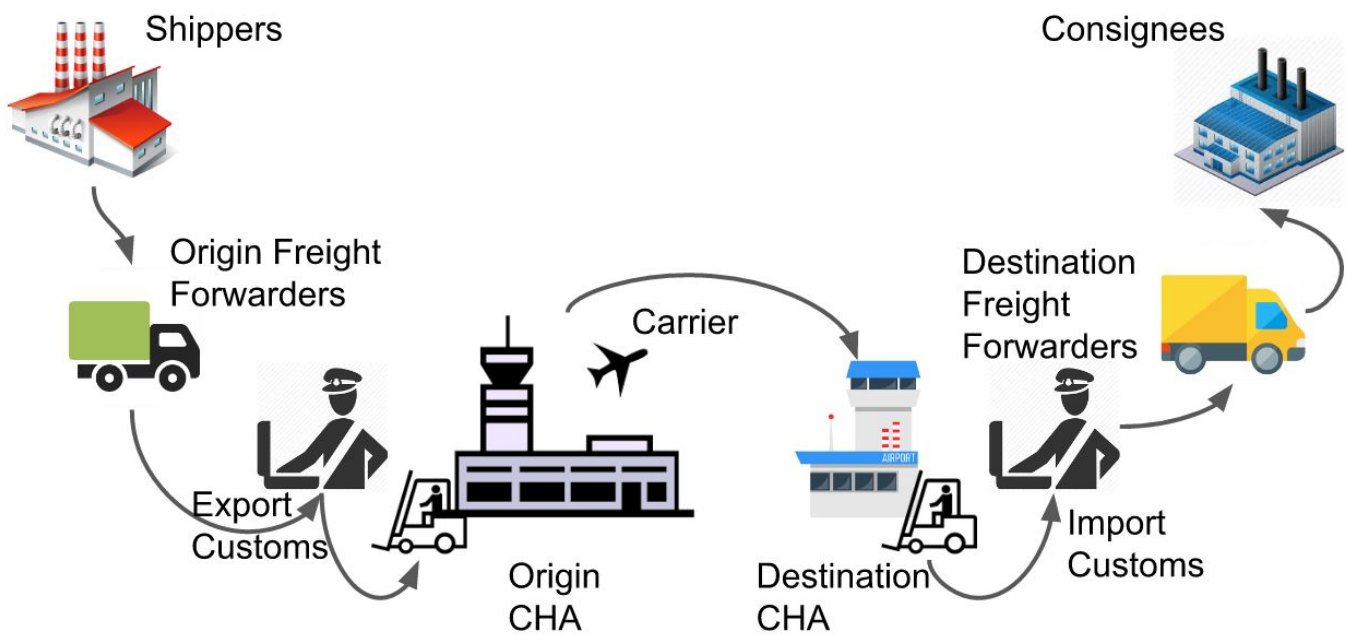 Shippers
Consignees
Origin Freight
Forwarders
Destination
Freight
Forwarders
Carrier
AIRPORT
Export
Customs
Import
Customs
Origin
CHA
Destination
CHA